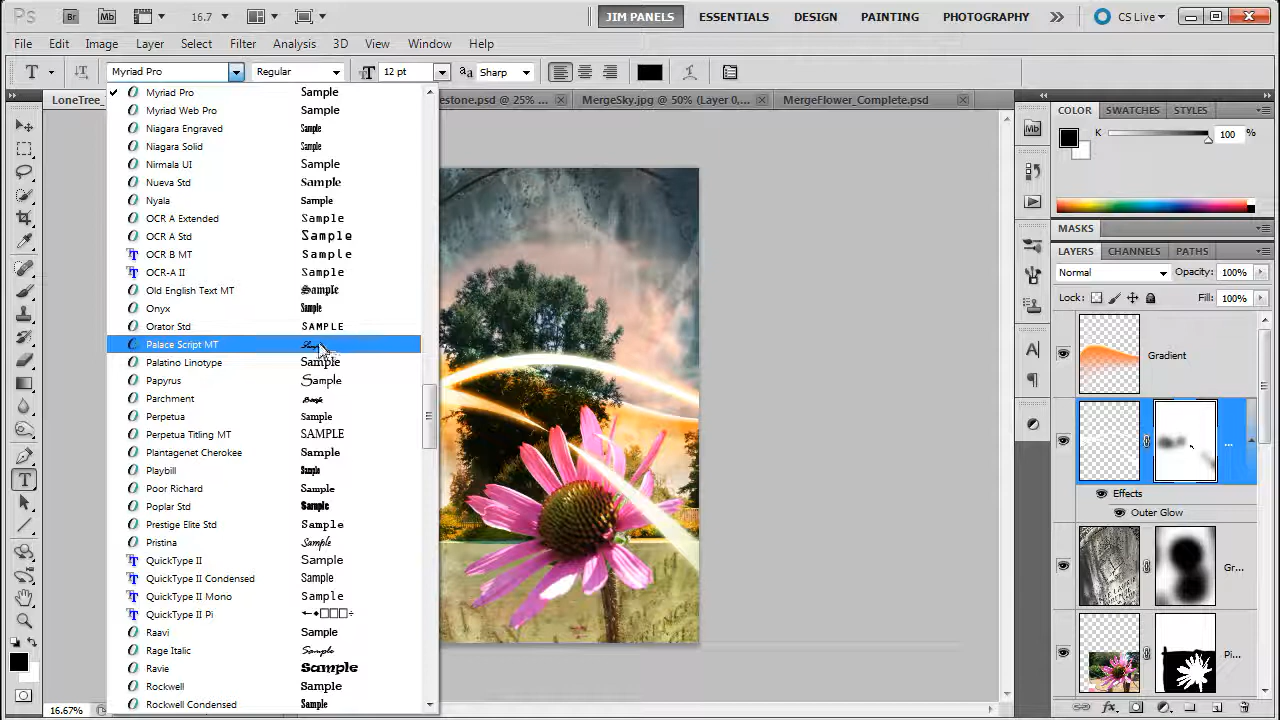 Ps Br Mb 16.7 JIM PANELS ESSENTIALS DESIGN PAINTING PHOTOGRAPHY CS Live
File Edit Image Layer Select Filter Analysis 3D View Window Help
T Myriad Pro Regular 12 pt Sharp
LoneTree_ estone.psd @ 25% ... MergeSky.jpg @ 50% (Layer 0,... MergeFlower_Complete.psd
Myriad Pro Sample
Myriad Web Pro Sample
Niagara Engraved Sample
Niagara Solid Sample
Nirmala UI Sample
Nueva Std Sample
Nyala Sample
OCR A Extended Sample
OCR A Std Sample
OCR B MT Sample
OCR-A II Sample
Old English Text MT Sample
Onyx Sample
Orator Std SAMPLE
Palace Script MT
Palatino Linotype Sample
Papyrus Sample
Parchment
Perpetua Sample
Perpetua Titling MT SAMPLE
Plantagenet Cherokee Sample
Playbill Sample
Poor Richard Sample
Poplar Std Sample
Prestige Elite Std Sample
Pristina Sample
QuickType II Sample
QuickType II Condensed Sample
QuickType II Mono Sample
QuickType II Pi
Raavi Sample
Rage Italic Sample
Ravie Sample
Rockwell Sample
Rockwell Condensed Sample
16.67%
COLOR SWATCHES STYLES
K 100 %
MASKS
LAYERS CHANNELS PATHS
Normal Opacity: 100%
Lock: Fill: 100%
Gradient
...
Effects
Outer Glow
Gr...
Pi...